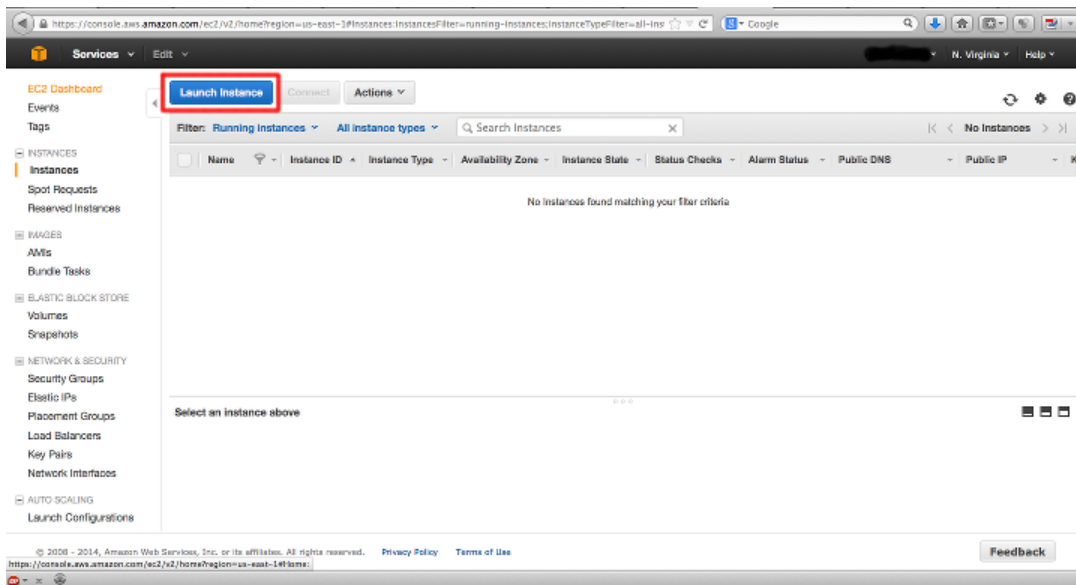 https://console.aws.amazon.com/ec2/v2/home?region=us-east-1#Instances:instancesFilter=running-instances;instanceTypeFilter=all-ins Google
Services Edit N. Virginia Help
EC2 Dashboard
Events
Tags
INSTANCES
Instances
Spot Requests
Reserved Instances
IMAGES
AMIs
Bundle Tasks
ELASTIC BLOCK STORE
Volumes
Snapshots
NETWORK & SECURITY
Security Groups
Elastic IPs
Placement Groups
Load Balancers
Key Pairs
Network Interfaces
AUTO SCALING
Launch Configurations
Launch Instance Connect Actions
Filter: Running Instances All instance types Search Instances No Instances
Name Instance ID Instance Type Availability Zone Instance State Status Checks Alarm Status Public DNS Public IP K
No Instances found matching your filter criteria
Select an instance above
© 2008 - 2014, Amazon Web Services, Inc. or its affiliates. All rights reserved. Privacy Policy Terms of Use Feedback
https://console.aws.amazon.com/ec2/v2/home?region=us-east-1#Home: